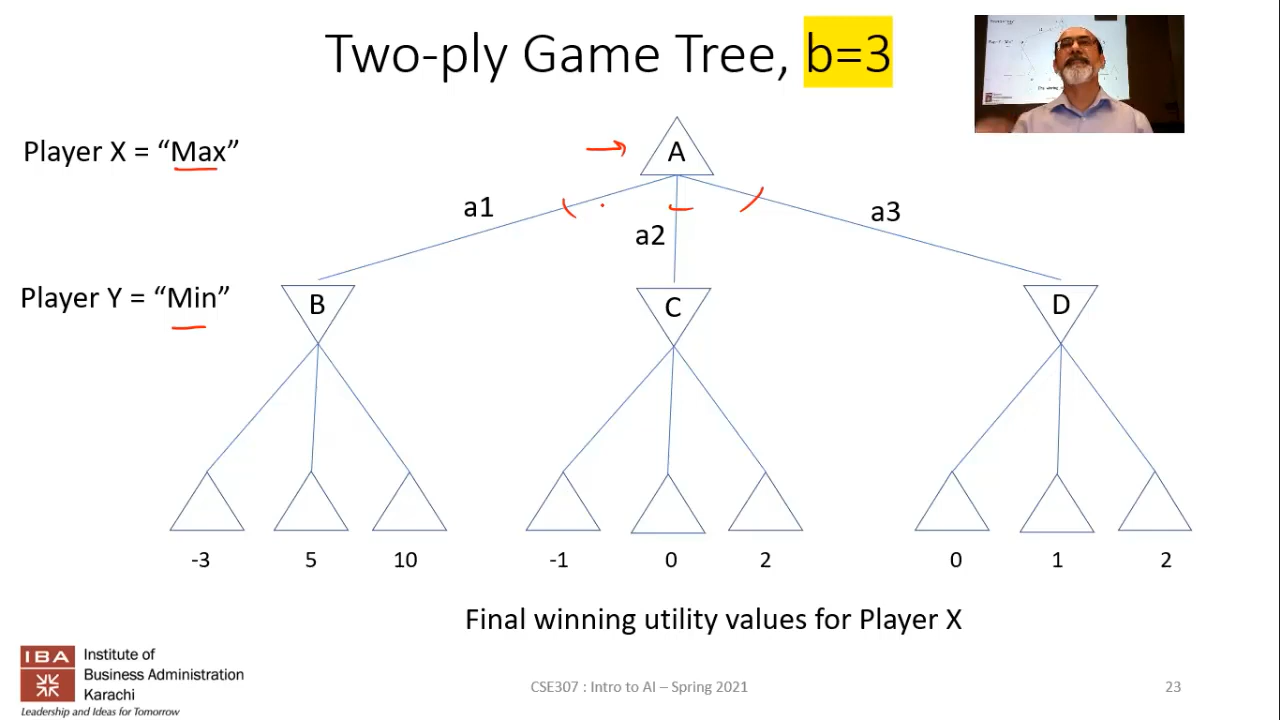 Two-ply Game Tree, b=3
Player X = “Max”
A
a1
a2
a3
Player Y = “Min”
B
C
D
-3 5 10 -1 0 2 0 1 2
Final winning utility values for Player X
IBA
Institute of
Business Administration
Karachi
Leadership and Ideas for Tomorrow
CSE307 : Intro to AI – Spring 2021
23